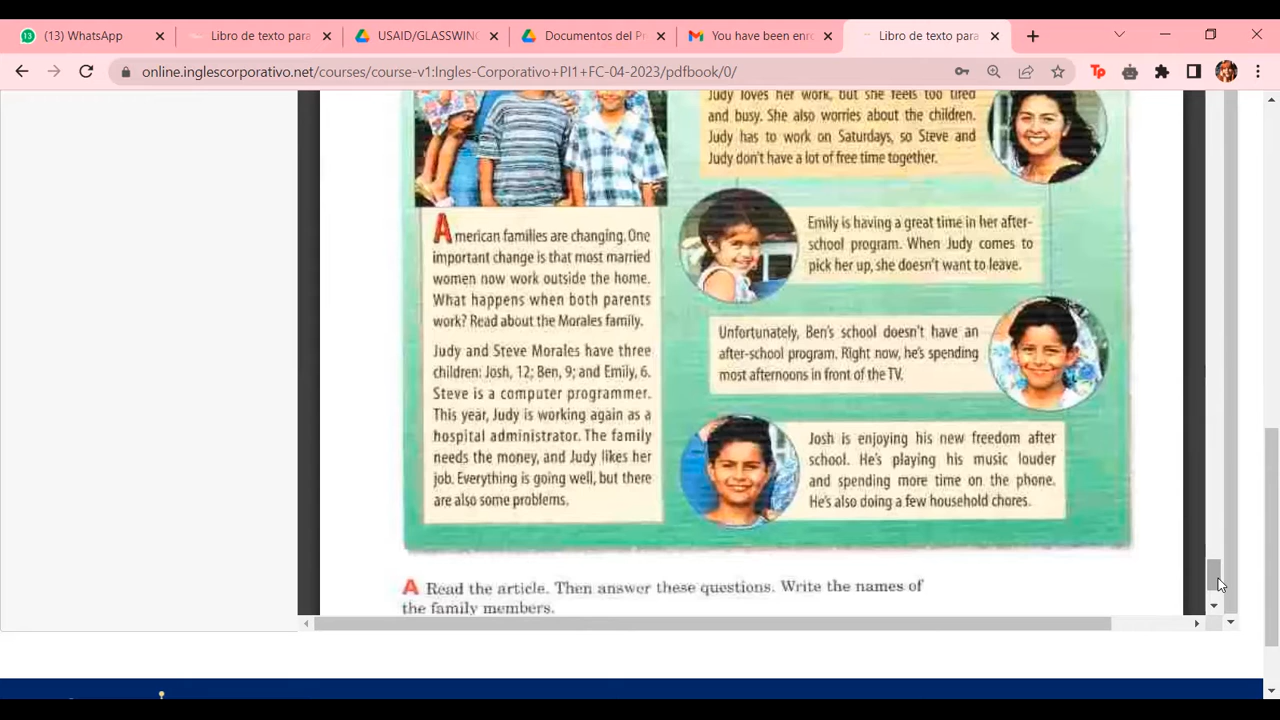 (13) WhatsApp
Libro de texto para
USAID/GLASSWING
Documentos del Pr
You have been enro
Libro de texto para
online.inglescorporativo.net/courses/course-v1:Ingles-Corporativo+PI1+FC-04-2023/pdfbook/0/
Judy loves her work, but she feels too tired
and busy. She also worries about the children.
Judy has to work on Saturdays, so Steve and
Judy don't have a lot of free time together.
American families are changing. One
important change is that most married
women now work outside the home.
What happens when both parents
work? Read about the Morales family.
Judy and Steve Morales have three
children: Josh, 12; Ben, 9; and Emily, 6.
Steve is a computer programmer.
This year, Judy is working again as a
hospital administrator. The family
needs the money, and Judy likes her
job. Everything is going well, but there
are also some problems.
Emily is having a great time in her after-
school program. When Judy comes to
pick her up, she doesn't want to leave.
Unfortunately, Ben's school doesn't have an
after-school program. Right now, he's spending
most afternoons in front of the TV.
Josh is enjoying his new freedom after
school. He's playing his music louder
and spending more time on the phone.
He's also doing a few household chores.
A Read the article. Then answer these questions. Write the names of
the family members.